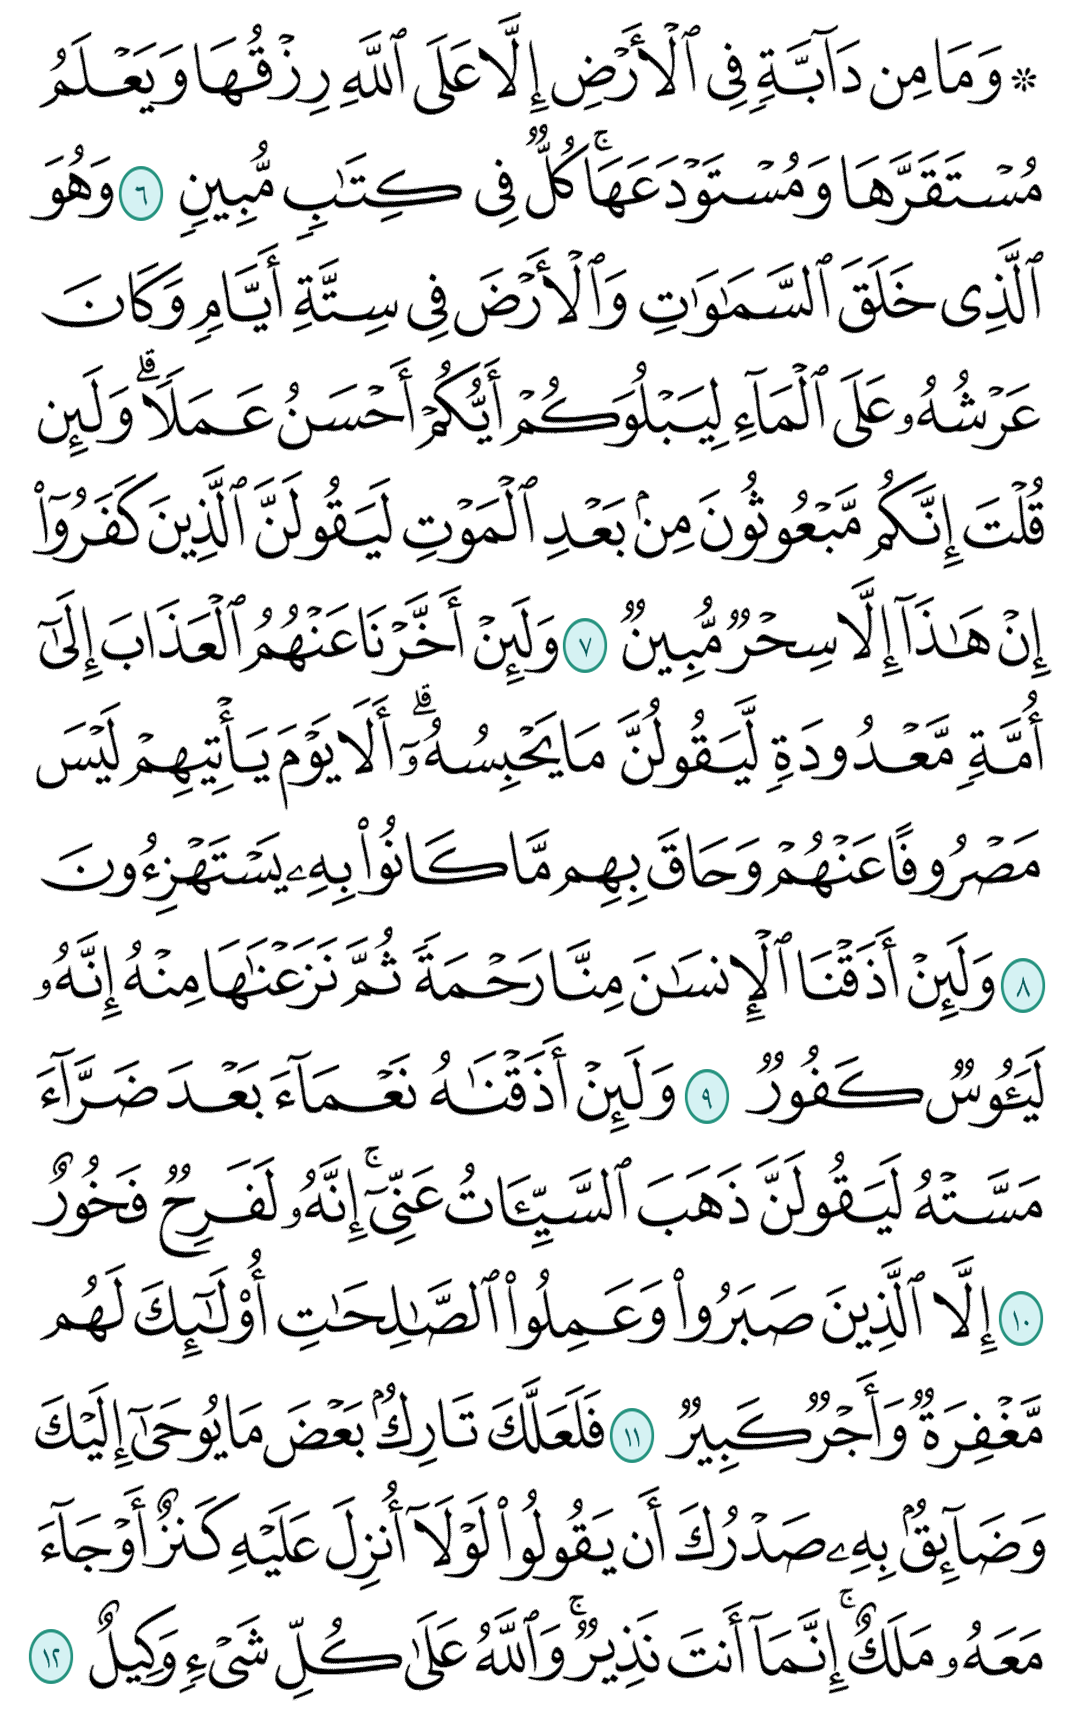 ۞ وَمَا مِن دَآبَّةٍ فِى ٱلْأَرْضِ إِلَّا عَلَى ٱللَّهِ رِزْقُهَا وَيَعْلَمُ
مُسْتَقَرَّهَا وَمُسْتَوْدَعَهَا ۚ كُلٌّ فِى كِتَٰبٍ مُّبِينٍ ٦ وَهُوَ
ٱلَّذِى خَلَقَ ٱلسَّمَٰوَٰتِ وَٱلْأَرْضَ فِى سِتَّةِ أَيَّامٍ وَكَانَ
عَرْشُهُۥ عَلَى ٱلْمَآءِ لِيَبْلُوَكُمْ أَيُّكُمْ أَحْسَنُ عَمَلًا ۗ وَلَئِن
قُلْتَ إِنَّكُم مَّبْعُوثُونَ مِنۢ بَعْدِ ٱلْمَوْتِ لَيَقُولَنَّ ٱلَّذِينَ كَفَرُوٓا۟
إِنْ هَٰذَآ إِلَّا سِحْرٌ مُّبِينٌ ٧ وَلَئِنْ أَخَّرْنَا عَنْهُمُ ٱلْعَذَابَ إِلَىٰٓ
أُمَّةٍ مَّعْدُودَةٍ لَّيَقُولُنَّ مَا يَحْبِسُهُۥٓ ۗ أَلَا يَوْمَ يَأْتِيهِمْ لَيْسَ
مَصْرُوفًا عَنْهُمْ وَحَاقَ بِهِم مَّا كَانُوا۟ بِهِۦ يَسْتَهْزِءُونَ
٨ وَلَئِنْ أَذَقْنَا ٱلْإِنسَٰنَ مِنَّا رَحْمَةً ثُمَّ نَزَعْنَٰهَا مِنْهُ إِنَّهُۥ
لَيَـُٔوسٌ كَفُورٌ ٩ وَلَئِنْ أَذَقْنَٰهُ نَعْمَآءَ بَعْدَ ضَرَّآءَ
مَسَّتْهُ لَيَقُولَنَّ ذَهَبَ ٱلسَّيِّـَٔاتُ عَنِّىٓ ۚ إِنَّهُۥ لَفَرِحٌ فَخُورٌ
١٠ إِلَّا ٱلَّذِينَ صَبَرُوا۟ وَعَمِلُوا۟ ٱلصَّٰلِحَٰتِ أُو۟لَٰٓئِكَ لَهُم
مَّغْفِرَةٌ وَأَجْرٌ كَبِيرٌ ١١ فَلَعَلَّكَ تَارِكٌۢ بَعْضَ مَا يُوحَىٰٓ إِلَيْكَ
وَضَآئِقٌۢ بِهِۦ صَدْرُكَ أَن يَقُولُوا۟ لَوْلَآ أُنزِلَ عَلَيْهِ كَنزٌ أَوْ جَآءَ
مَعَهُۥ مَلَكٌ ۚ إِنَّمَآ أَنتَ نَذِيرٌ ۚ وَٱللَّهُ عَلَىٰ كُلِّ شَىْءٍ وَكِيلٌ ١٢